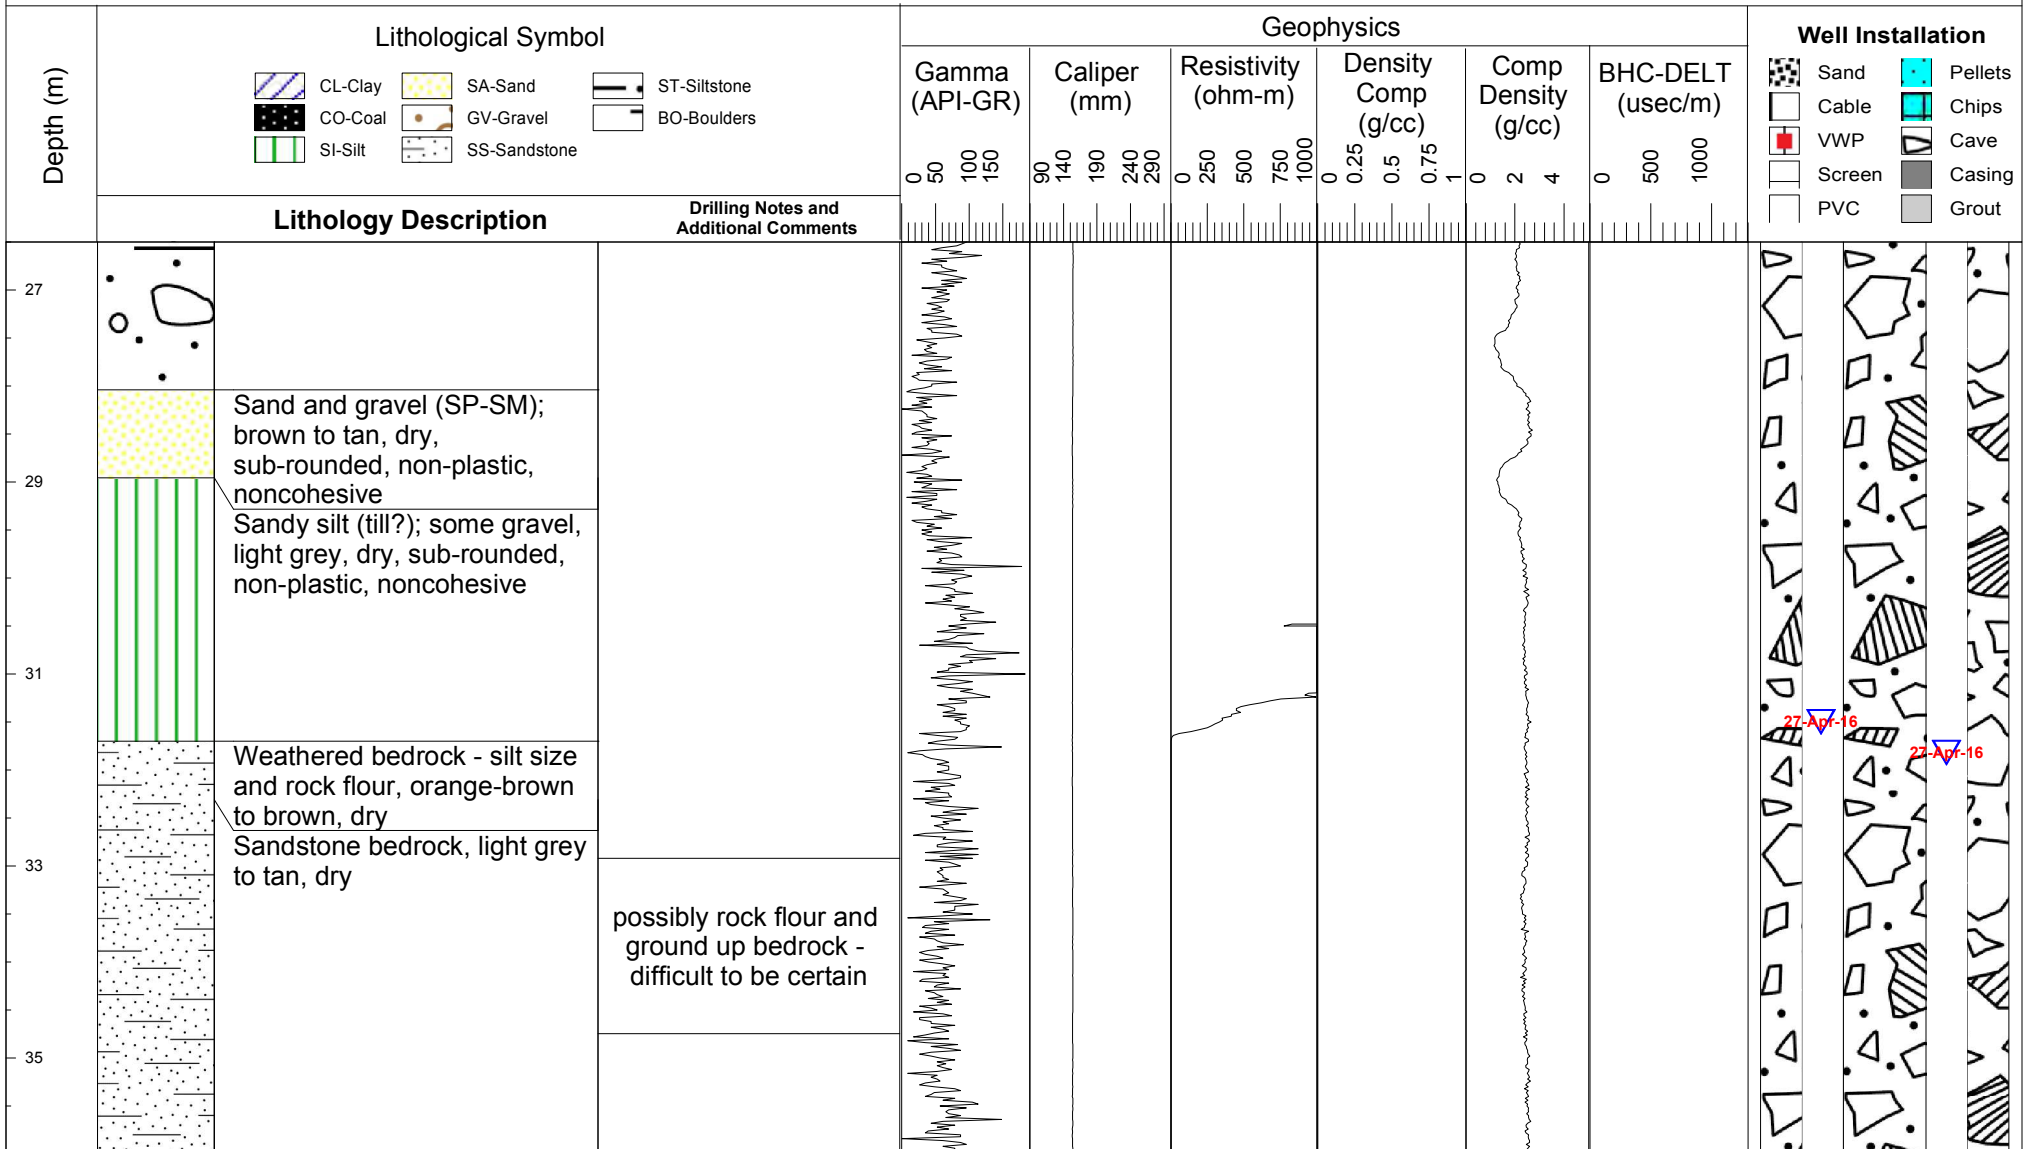 Depth (m)
Lithological Symbol
CL-Clay
SA-Sand
ST-Siltstone
CO-Coal
GV-Gravel
BO-Boulders
SI-Silt
SS-Sandstone
Lithology Description
Drilling Notes and
Additional Comments
Geophysics
Gamma
(API-GR)
0 50 100 150
Caliper
(mm)
90 140 190 240 290
Resistivity
(ohm-m)
0 250 500 750 1000
Density
Comp
(g/cc)
0 0.25 0.5 0.75 1
Comp
Density
(g/cc)
0 2 4
BHC-DELT
(usec/m)
0 500 1000
Well Installation
Sand
Pellets
Cable
Chips
VWP
Cave
Screen
Casing
PVC
Grout
27
29
31
33
35
Sand and gravel (SP-SM);
brown to tan, dry,
sub-rounded, non-plastic,
noncohesive
Sandy silt (till?); some gravel,
light grey, dry, sub-rounded,
non-plastic, noncohesive
Weathered bedrock - silt size
and rock flour, orange-brown
to brown, dry
Sandstone bedrock, light grey
to tan, dry
possibly rock flour and
ground up bedrock -
difficult to be certain
27-Apr-16
27-Apr-16